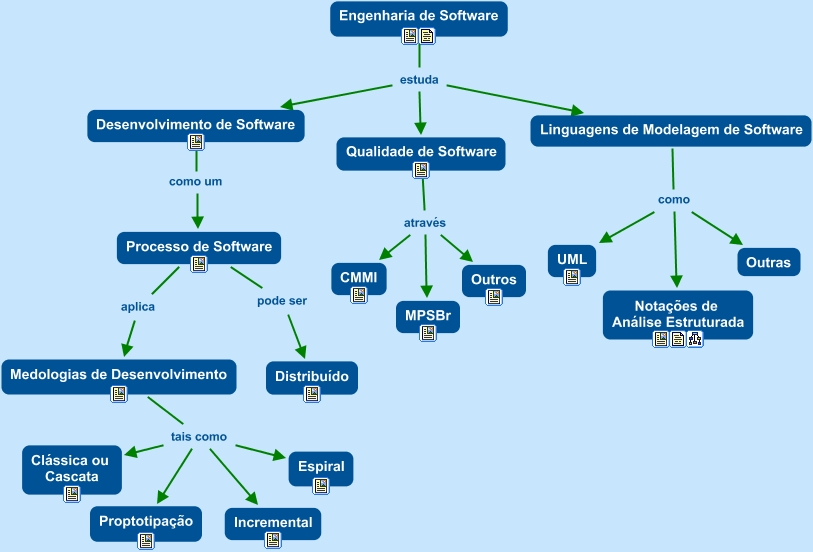 Engenharia de Software
estuda
Desenvolvimento de Software
Qualidade de Software
Linguagens de Modelagem de Software
como um
através
como
Processo de Software
CMMI
MPSBr
Outros
UML
Notações de
Análise Estruturada
Outras
aplica
pode ser
Medologias de Desenvolvimento
Distribuído
tais como
Clássica ou
Cascata
Proptotipação
Incremental
Espiral